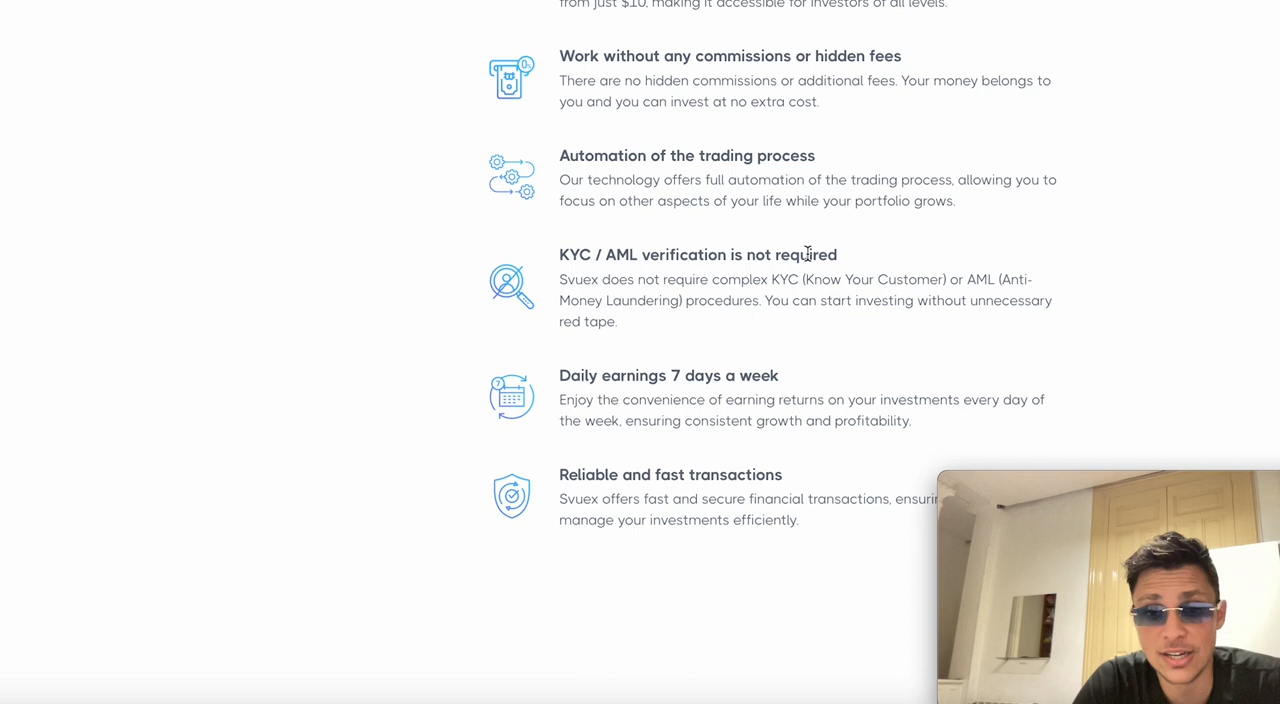 from just $10, making it accessible for investors of all levels.
Work without any commissions or hidden fees
There are no hidden commissions or additional fees. Your money belongs to
you and you can invest at no extra cost.
Automation of the trading process
Our technology offers full automation of the trading process, allowing you to
focus on other aspects of your life while your portfolio grows.
KYC / AML verification is not required
Svuex does not require complex KYC (Know Your Customer) or AML (Anti-
Money Laundering) procedures. You can start investing without unnecessary
red tape.
7
Daily earnings 7 days a week
Enjoy the convenience of earning returns on your investments every day of
the week, ensuring consistent growth and profitability.
Reliable and fast transactions
Svuex offers fast and secure financial transactions,
manage your investments efficiently.